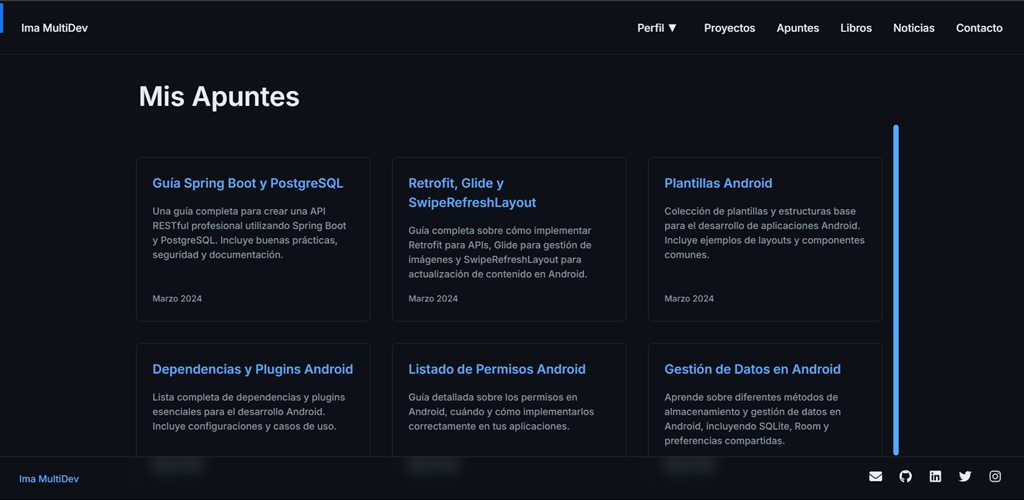 Ima MultiDev
Perfil ▼
Proyectos
Apuntes
Libros
Noticias
Contacto
Mis Apuntes
Guía Spring Boot y PostgreSQL
Una guía completa para crear una API
RESTful profesional utilizando Spring Boot
y PostgreSQL. Incluye buenas prácticas,
seguridad y documentación.
Marzo 2024
Retrofit, Glide y
SwipeRefreshLayout
Guía completa sobre cómo implementar
Retrofit para APIs, Glide para gestión de
imágenes y SwipeRefreshLayout para
actualización de contenido en Android.
Marzo 2024
Plantillas Android
Colección de plantillas y estructuras base
para el desarrollo de aplicaciones Android.
Incluye ejemplos de layouts y componentes
comunes.
Marzo 2024
Dependencias y Plugins Android
Lista completa de dependencias y plugins
esenciales para el desarrollo Android.
Incluye configuraciones y casos de uso.
Listado de Permisos Android
Guía detallada sobre los permisos en
Android, cuándo y cómo implementarlos
correctamente en tus aplicaciones.
Gestión de Datos en Android
Aprende sobre diferentes métodos de
almacenamiento y gestión de datos en
Android, incluyendo SQLite, Room y
preferencias compartidas.
Ima MultiDev